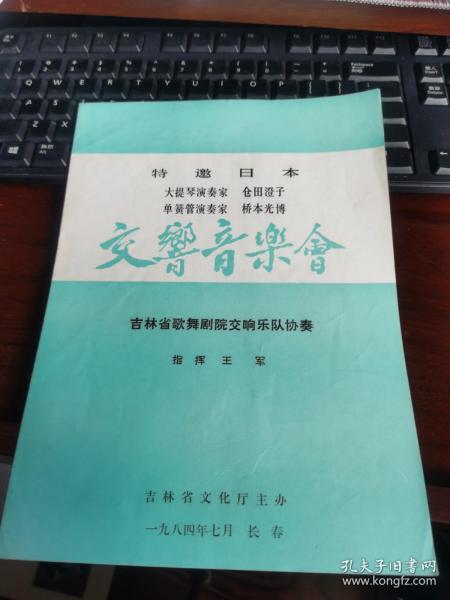 特邀日本
大提琴演奏家 仓田澄子
单簧管演奏家 桥本光博
交響音樂會
吉林省歌舞剧院交响乐队协奏
指挥 王军
吉林省文化厅主办
一九八四年七月 长春
孔夫子旧书网
www.kongfz.com